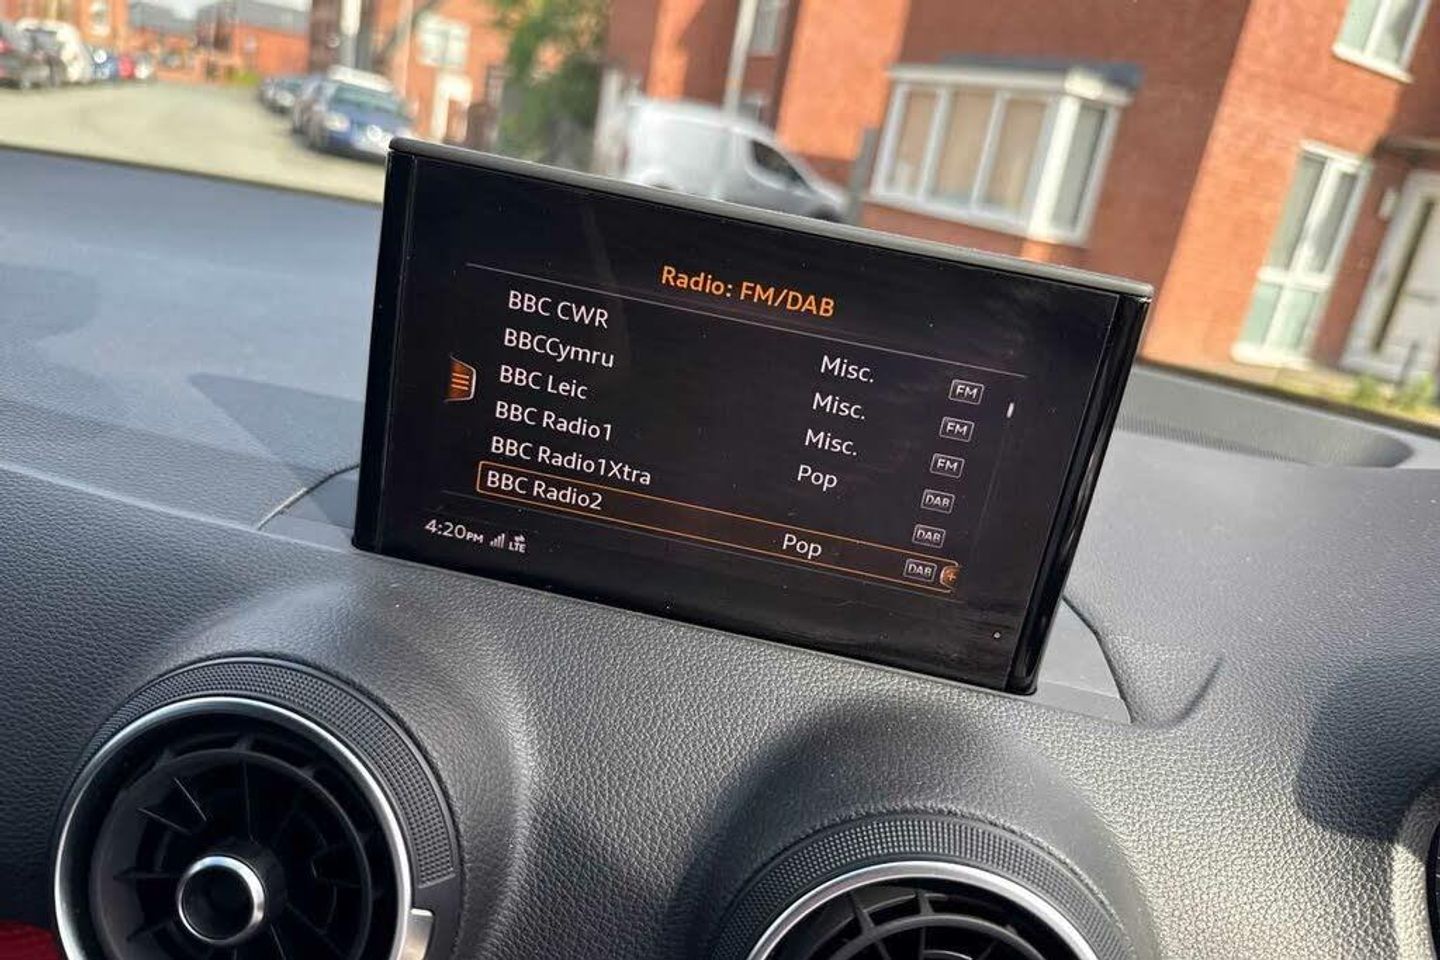 Radio: FM/DAB
BBC CWR Misc. FM
BBCCymru Misc. FM
BBC Leic Misc. FM
BBC Radio1 Pop DAB
BBC Radio1Xtra DAB
BBC Radio2 Pop DAB +
4:20PM LTE